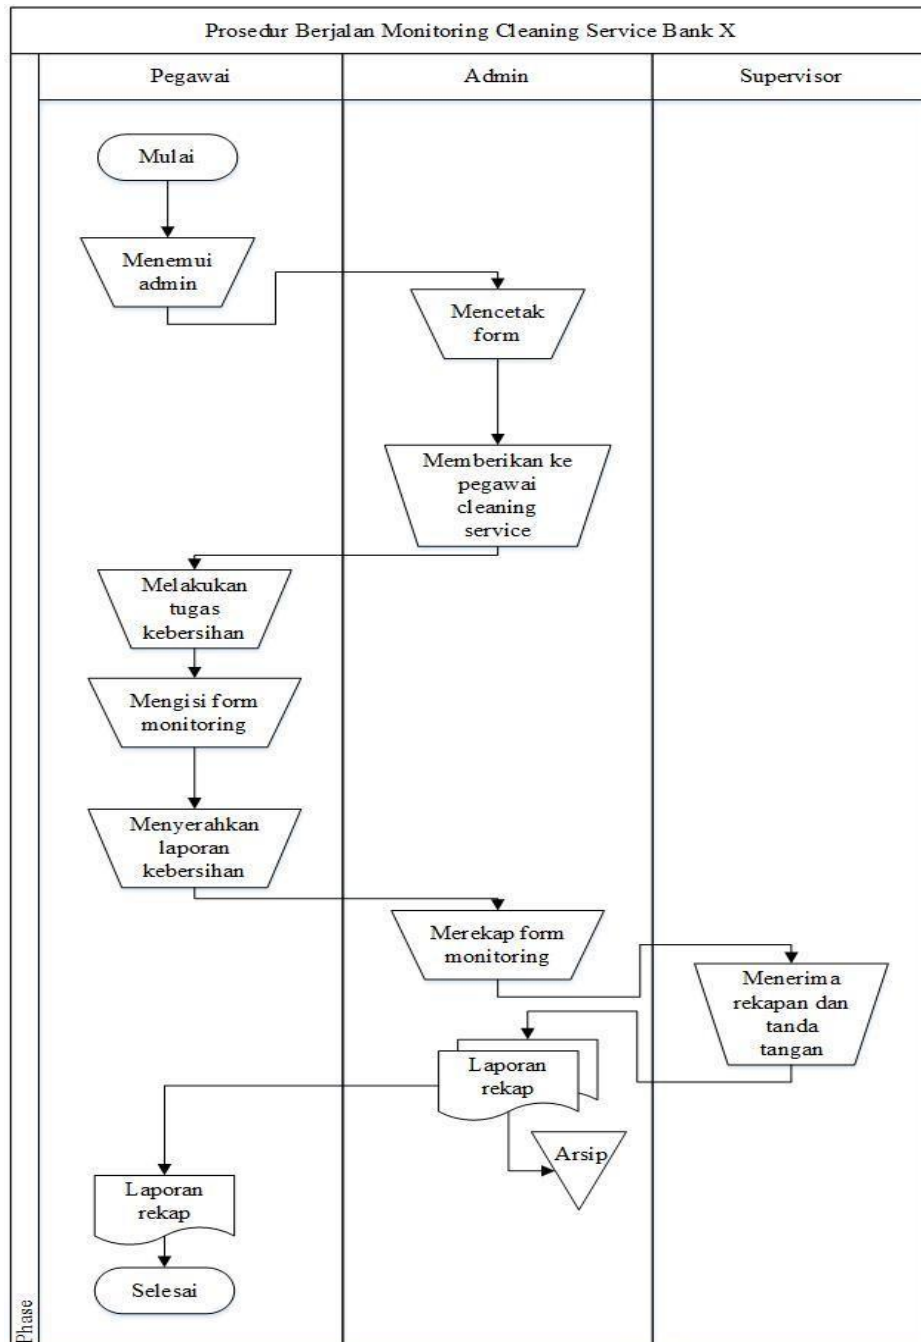 Prosedur Berjalan Monitoring Cleaning Service Bank X
Pegawai
Admin
Supervisor
Mulai
Menemui
admin
Mencetak
form
Memberikan ke
pegawai
cleaning
service
Melakukan
tugas
kebersihan
Mengisi form
monitoring
Menyerahkan
laporan
kebersihan
Merekap form
monitoring
Menerima
rekapan dan
tanda
tangan
Laporan
rekap
Arsip
Laporan
rekap
Selesai
Phase